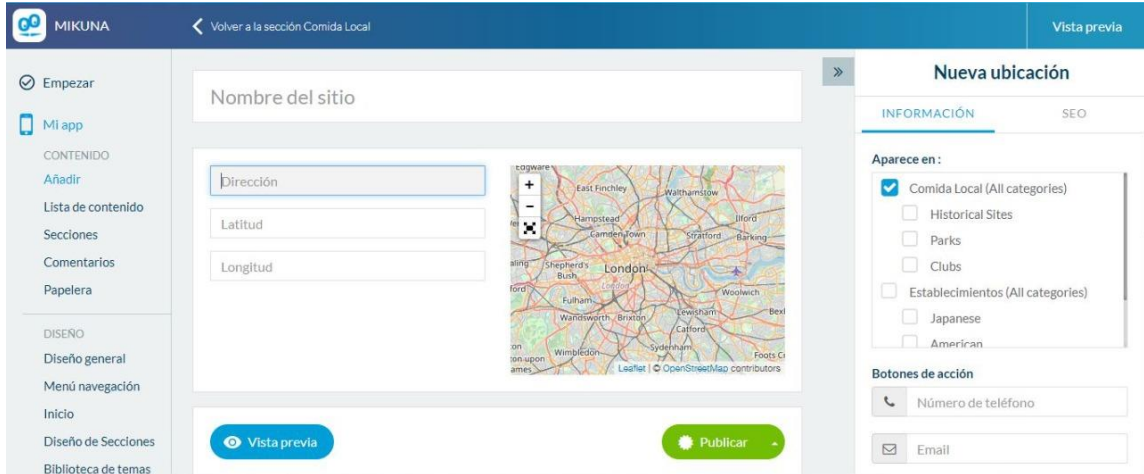 MIKUNA
Volver a la sección Comida Local
Vista previa
Empezar
Mi app
CONTENIDO
Añadir
Lista de contenido
Secciones
Comentarios
Papelera
DISEÑO
Diseño general
Menú navegación
Inicio
Diseño de Secciones
Biblioteca de temas
Nombre del sitio
Dirección
Latitud
Longitud
+
−
Edgware
East Finchley
Walthamstow
Hampstead
Ilford
Camden Town
Stratford
Barking
Shepherd's
Bush
London
London
Woolwich
Fulham
Wandsworth
Brixton
Lewisham
Catford
Wimbledon
Sydenham
Leaflet | © OpenStreetMap contributors
Vista previa
Publicar
Nueva ubicación
INFORMACIÓN
SEO
Aparece en :
Comida Local (All categories)
Historical Sites
Parks
Clubs
Establecimientos (All categories)
Japanese
American
Botones de acción
Número de teléfono
Email